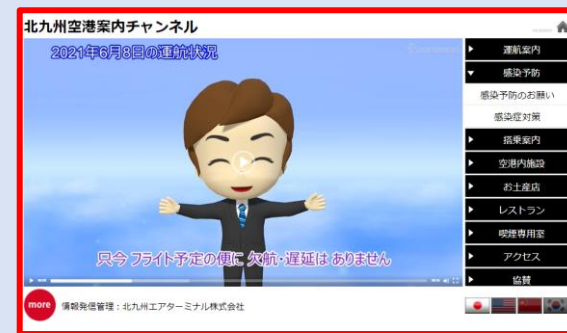 北九州空港案内チャンネル
2021年6月8日の運航状況
只今 フライト予定の便に 欠航・遅延は ありません
運航案内
感染予防
感染予防のお願い
感染症対策
搭乗案内
空港内施設
お土産店
レストラン
喫煙専用室
アクセス
協賛
more
情報発信管理：北九州エアターミナル株式会社